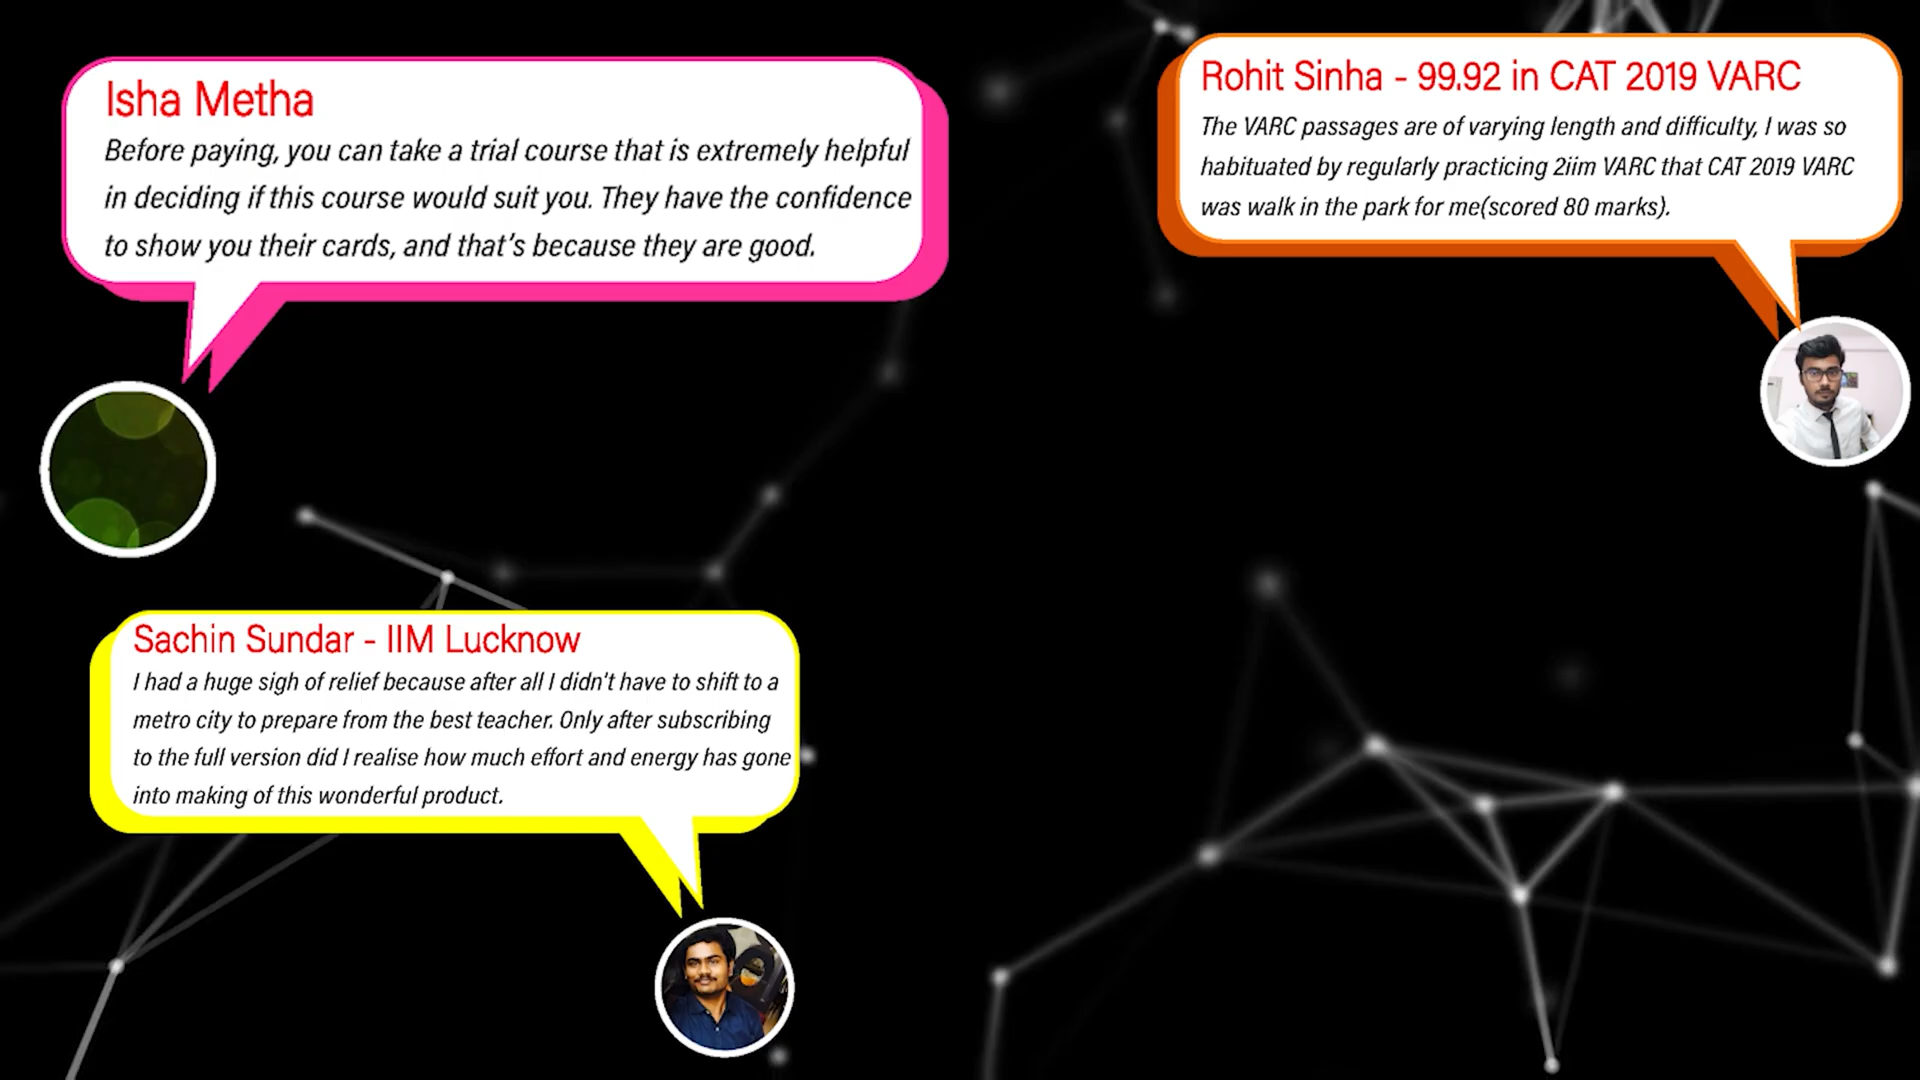 Isha Metha
Before paying, you can take a trial course that is extremely helpful
in deciding if this course would suit you. They have the confidence
to show you their cards, and that's because they are good.
Rohit Sinha - 99.92 in CAT 2019 VARC
The VARC passages are of varying length and difficulty, I was so
habituated by regularly practicing 2iim VARC that CAT 2019 VARC
was walk in the park for me(scored 80 marks).
Sachin Sundar - IIM Lucknow
I had a huge sigh of relief because after all I didn't have to shift to a
metro city to prepare from the best teacher. Only after subscribing
to the full version did I realise how much effort and energy has gone
into making of this wonderful product.